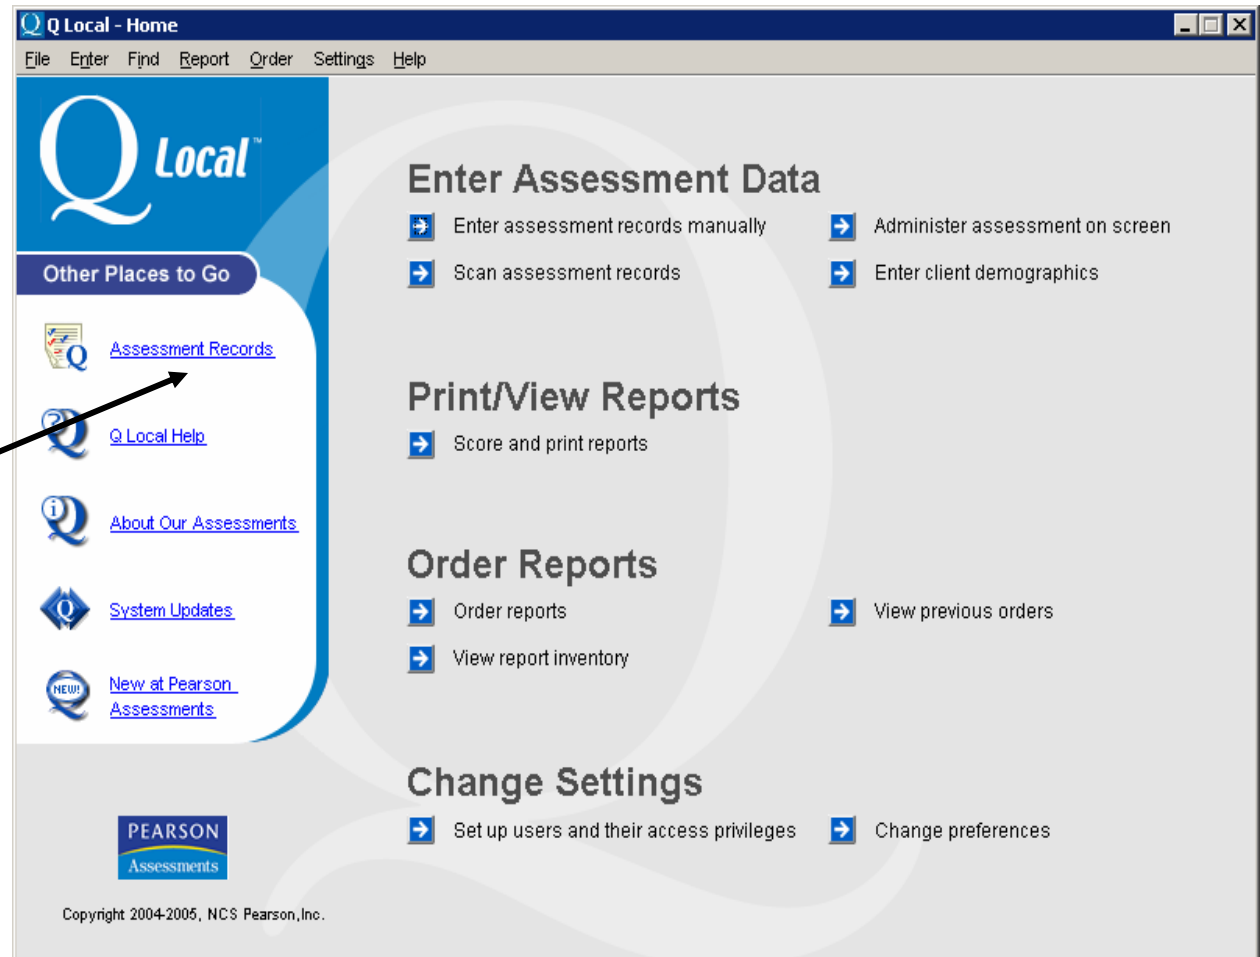 Q Local - Home
File Enter Find Report Order Settings Help
Q Local™
Other Places to Go
Assessment Records
Q Local Help
About Our Assessments
System Updates
NEW!
New at Pearson
Assessments
PEARSON
Assessments
Copyright 2004-2005, NCS Pearson,Inc.
Enter Assessment Data
Enter assessment records manually Administer assessment on screen
Scan assessment records Enter client demographics
Print/View Reports
Score and print reports
Order Reports
Order reports View previous orders
View report inventory
Change Settings
Set up users and their access privileges Change preferences